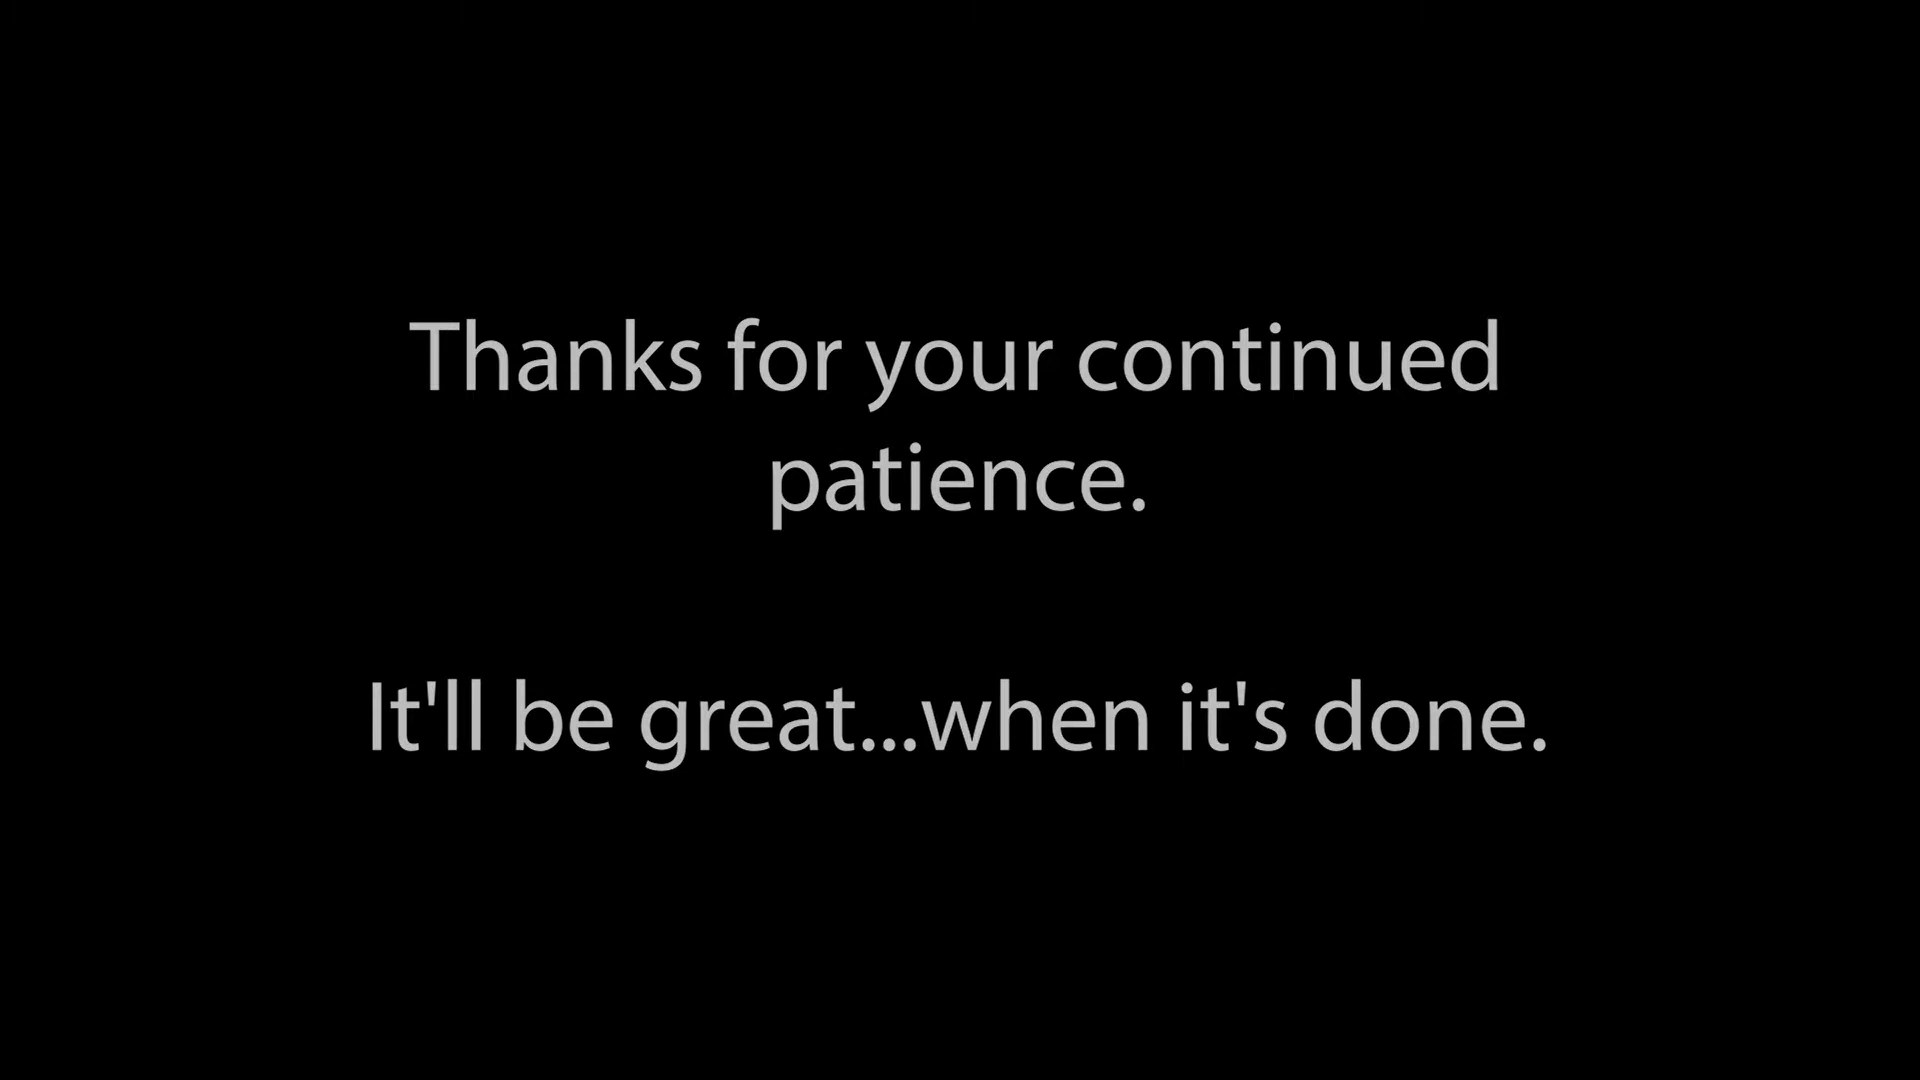 Thanks for your continued
patience.
It'll be great...when it's done.